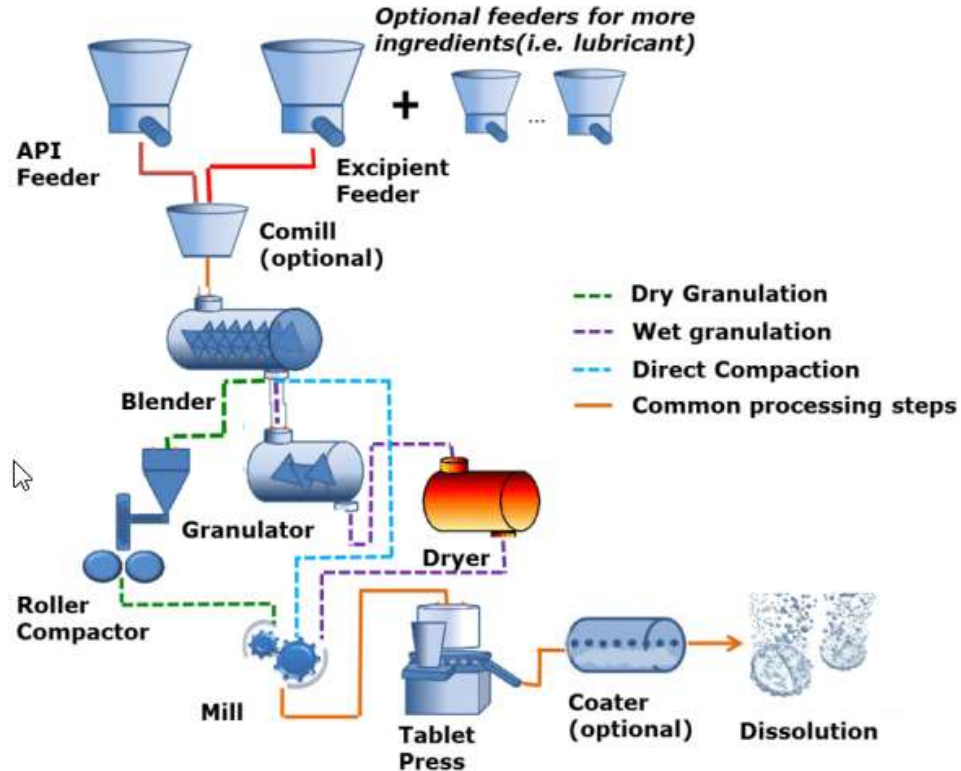 Optional feeders for more
ingredients(i.e. lubricant)
+
...
API
Feeder
Excipient
Feeder
Comill
(optional)
Dry Granulation
Wet granulation
Direct Compaction
Common processing steps
Blender
Granulator
Dryer
Roller
Compactor
Mill
Tablet
Press
Coater
(optional)
Dissolution